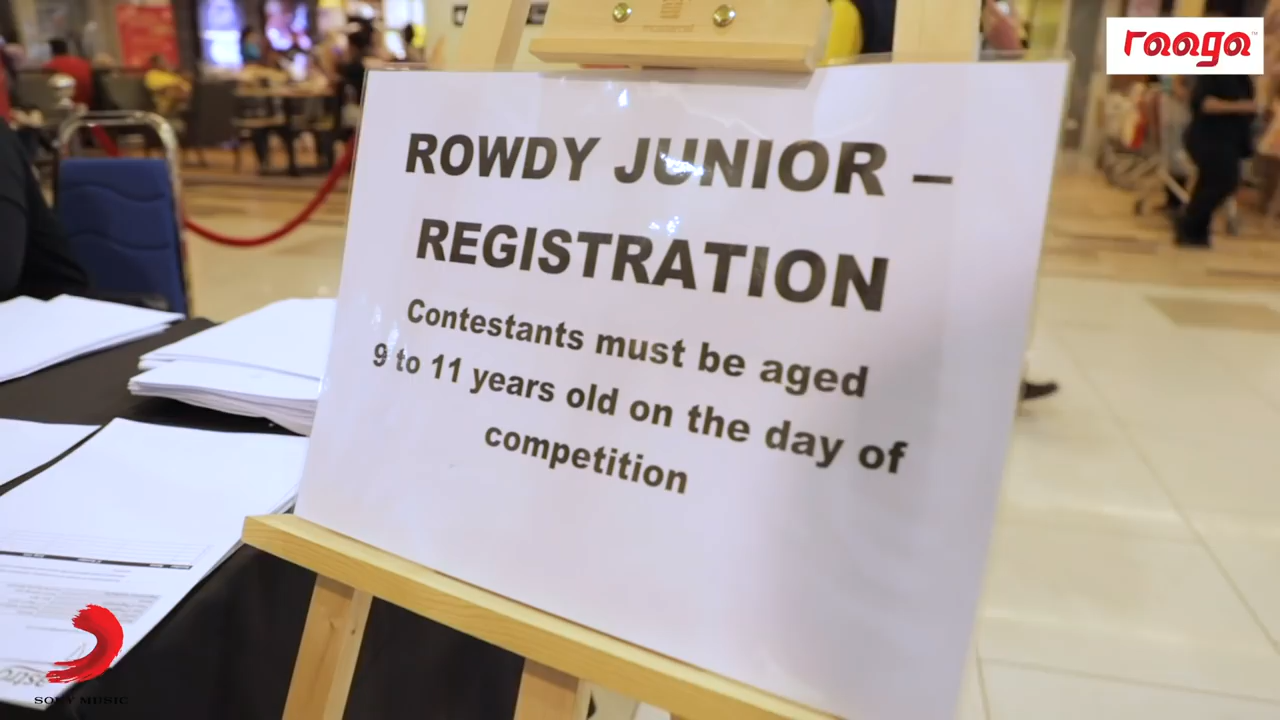 raaga
ROWDY JUNIOR –
REGISTRATION
Contestants must be aged
9 to 11 years old on the day of
competition
SONY MUSIC